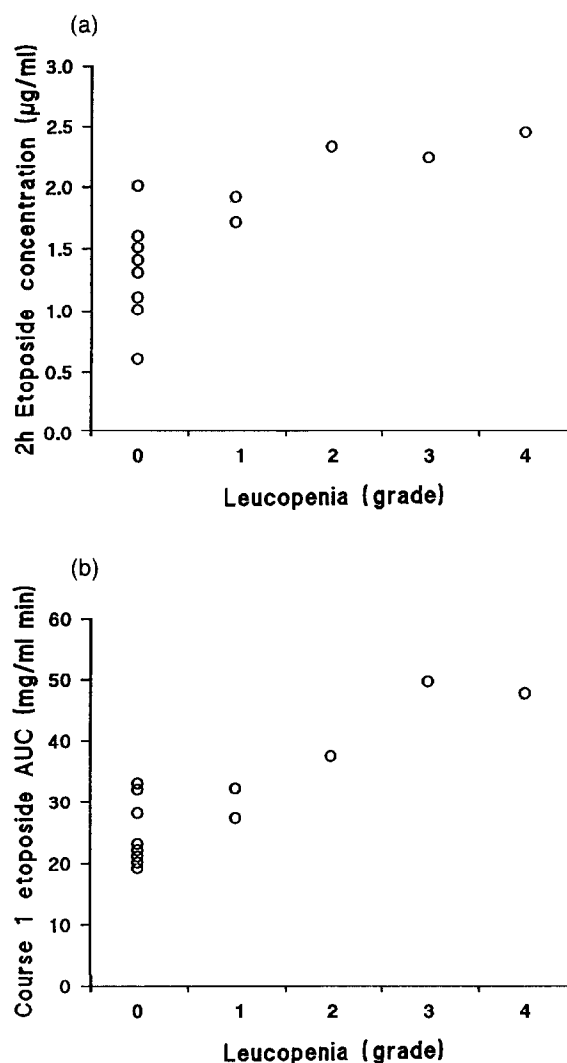 (a)
2h Etoposide concentration (µg/ml)
3.0
2.5
2.0
1.5
1.0
0.5
0.0
0 1 2 3 4
Leucopenia (grade)
(b)
Course 1 etoposide AUC (mg/ml min)
60
50
40
30
20
10
0
0 1 2 3 4
Leucopenia (grade)